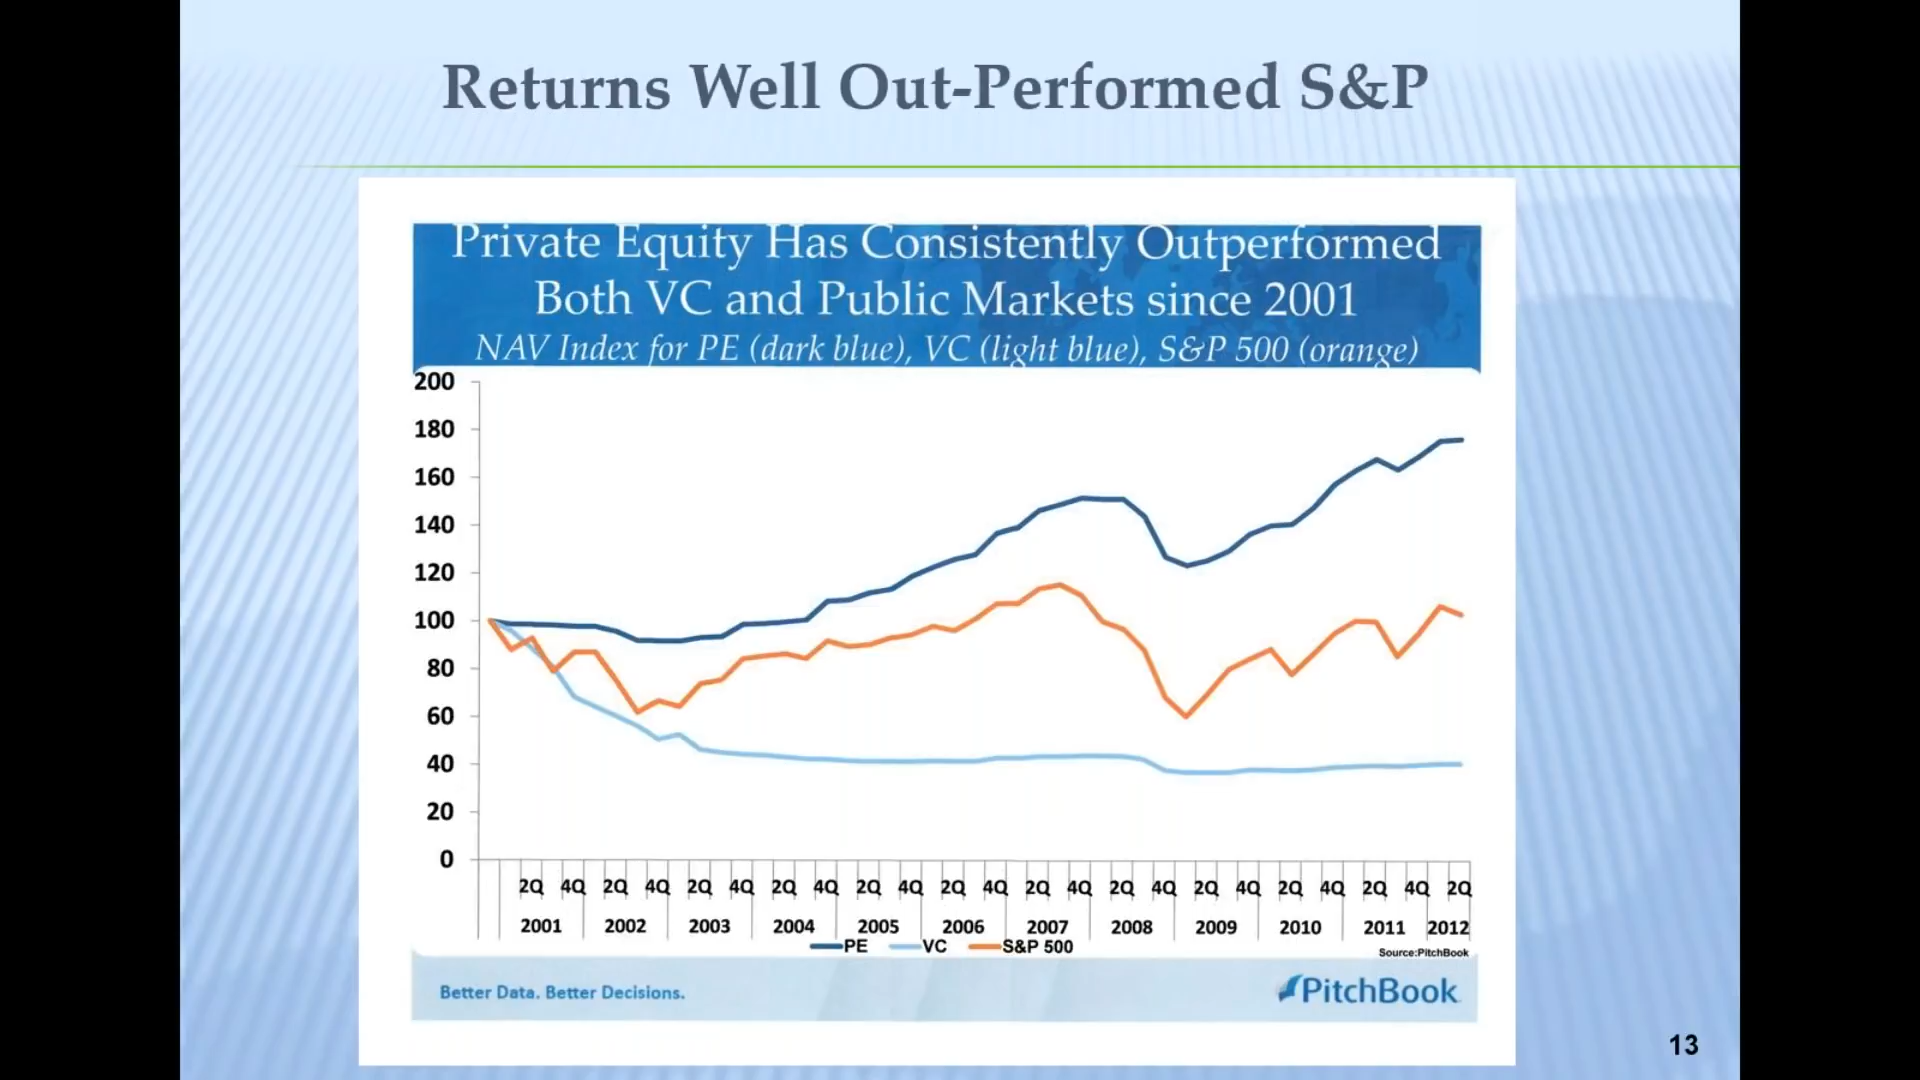 Returns Well Out-Performed S&P
Private Equity Has Consistently Outperformed
Both VC and Public Markets since 2001
NAV Index for PE (dark blue), VC (light blue), S&P 500 (orange)
200
180
160
140
120
100
80
60
40
20
0
2Q 4Q 2Q 4Q 2Q 4Q 2Q 4Q 2Q 4Q 2Q 4Q 2Q 4Q 2Q 4Q 2Q 4Q 2Q 4Q 2Q 4Q 2Q
2001 2002 2003 2004 2005 2006 2007 2008 2009 2010 2011 2012
PE VC S&P 500
Source:PitchBook
Better Data. Better Decisions.
PitchBook
13